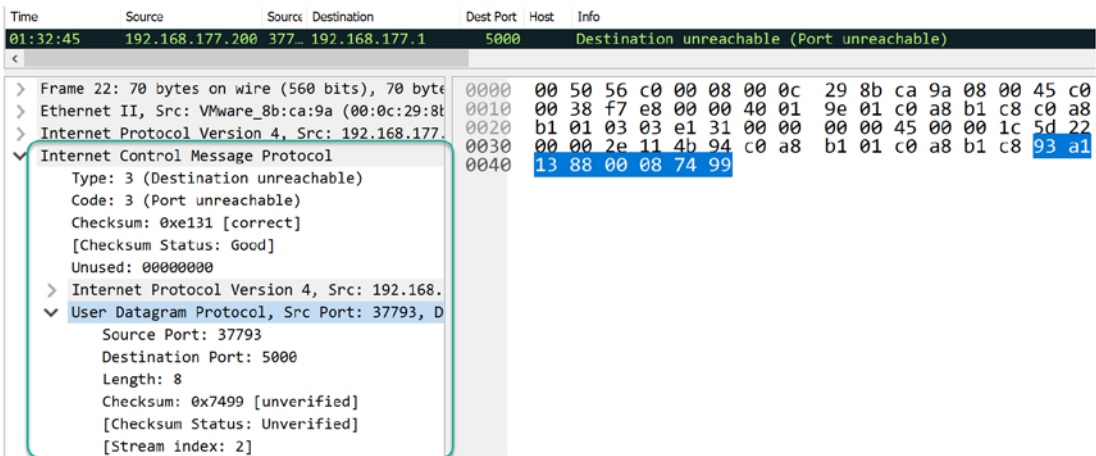 Time Source Source Destination Dest Port Host Info
01:32:45 192.168.177.200 377… 192.168.177.1 5000 Destination unreachable (Port unreachable)
Frame 22: 70 bytes on wire (560 bits), 70 byte
Ethernet II, Src: VMware_8b:ca:9a (00:0c:29:8b
Internet Protocol Version 4, Src: 192.168.177.
Internet Control Message Protocol
Type: 3 (Destination unreachable)
Code: 3 (Port unreachable)
Checksum: 0xe131 [correct]
[Checksum Status: Good]
Unused: 00000000
Internet Protocol Version 4, Src: 192.168.
User Datagram Protocol, Src Port: 37793, D
Source Port: 37793
Destination Port: 5000
Length: 8
Checksum: 0x7499 [unverified]
[Checksum Status: Unverified]
[Stream index: 2]
0000 00 50 56 c0 00 08 00 0c 29 8b ca 9a 08 00 45 c0
0010 00 38 f7 e8 00 00 40 01 9e 01 c0 a8 b1 c8 c0 a8
0020 b1 01 03 03 e1 31 00 00 00 00 45 00 00 1c 5d 22
0030 00 00 2e 11 4b 94 c0 a8 b1 01 c0 a8 b1 c8 93 a1
0040 13 88 00 08 74 99